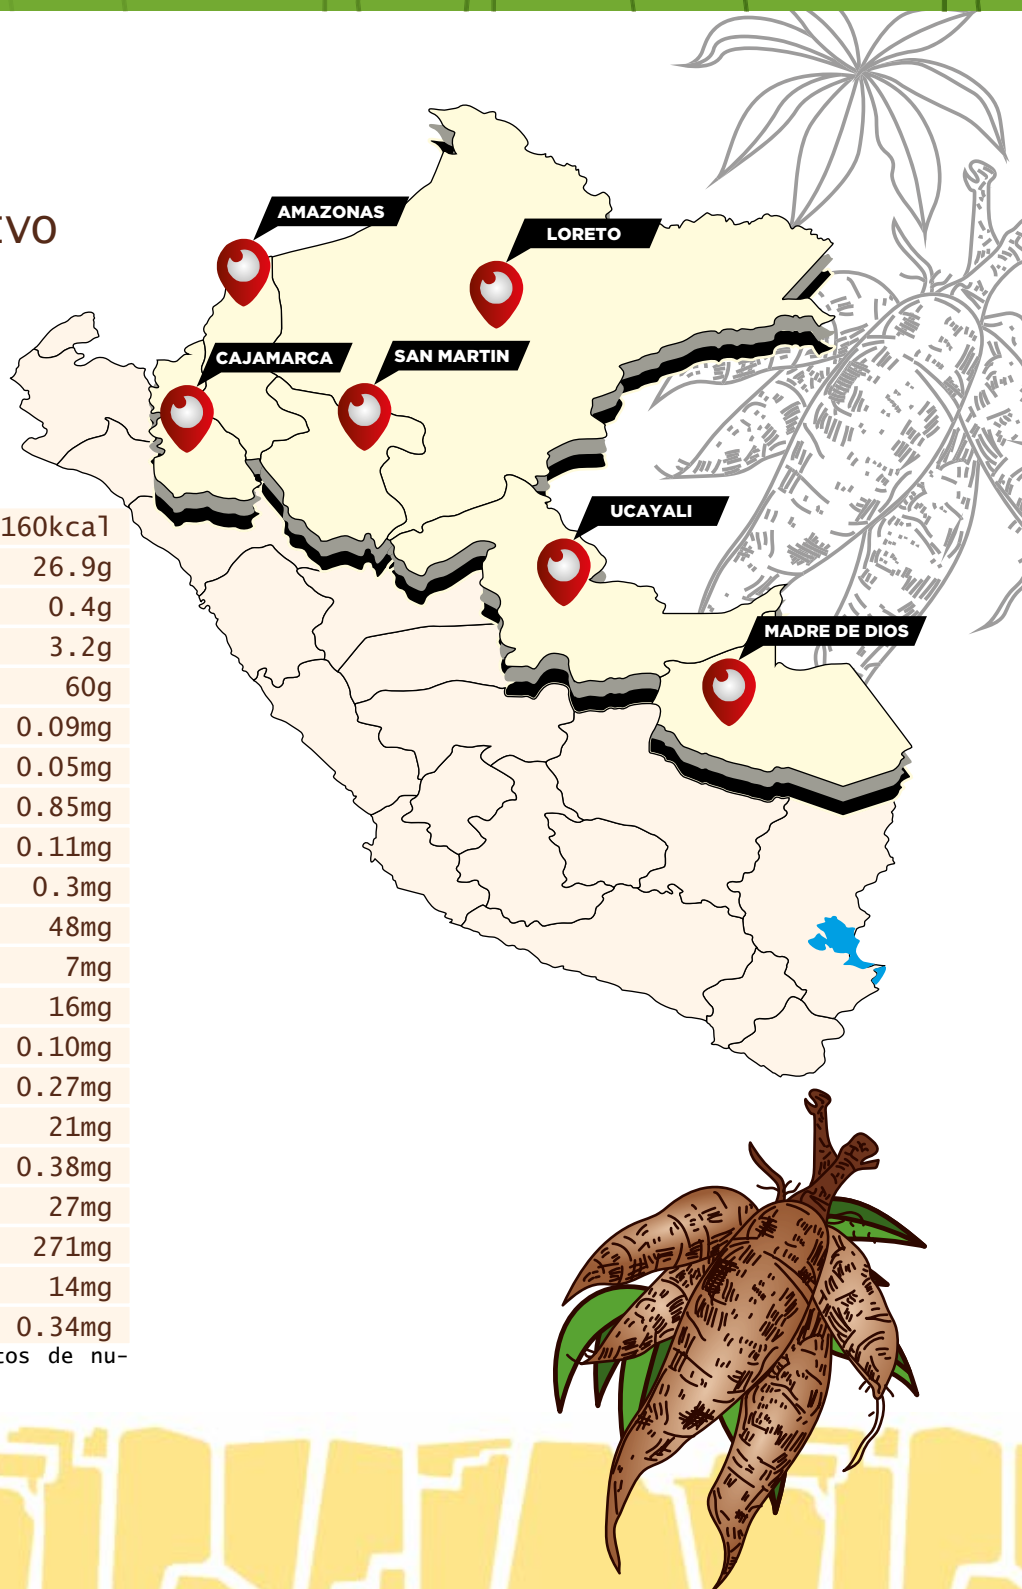 AMAZONAS
LORETO
CAJAMARCA
SAN MARTIN
UCAYALI
MADRE DE DIOS
160kcal
26.9g
0.4g
3.2g
60g
0.09mg
0.05mg
0.85mg
0.11mg
0.3mg
48mg
7mg
16mg
0.10mg
0.27mg
21mg
0.38mg
27mg
271mg
14mg
0.34mg
de nu-